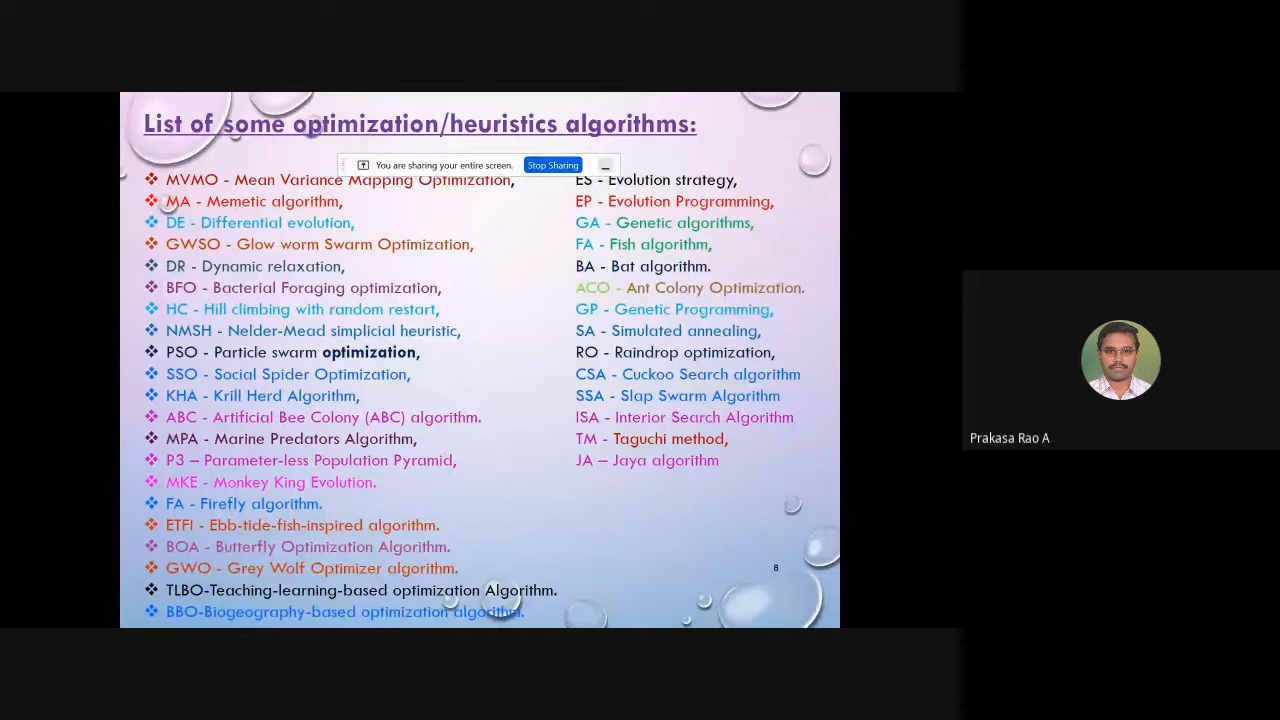 List of some optimization/heuristics algorithms:
You are sharing your entire screen. Stop Sharing
MVMO - Mean Variance Mapping Optimization,
MA - Memetic algorithm,
DE - Differential evolution,
GWSO - Glow worm Swarm Optimization,
DR - Dynamic relaxation,
BFO - Bacterial Foraging optimization,
HC - Hill climbing with random restart,
NMSH - Nelder-Mead simplicial heuristic,
PSO - Particle swarm optimization,
SSO - Social Spider Optimization,
KHA - Krill Herd Algorithm,
ABC - Artificial Bee Colony (ABC) algorithm.
MPA - Marine Predators Algorithm,
P3 – Parameter-less Population Pyramid,
MKE - Monkey King Evolution.
FA - Firefly algorithm.
ETFI - Ebb-tide-fish-inspired algorithm.
BOA - Butterfly Optimization Algorithm.
GWO - Grey Wolf Optimizer algorithm.
TLBO-Teaching-learning-based optimization Algorithm.
BBO-Biogeography-based optimization algorithm.
ES - Evolution strategy,
EP - Evolution Programming,
GA - Genetic algorithms,
FA - Fish algorithm,
BA - Bat algorithm.
ACO - Ant Colony Optimization.
GP - Genetic Programming,
SA - Simulated annealing,
RO - Raindrop optimization,
CSA - Cuckoo Search algorithm
SSA - Slap Swarm Algorithm
ISA - Interior Search Algorithm
TM - Taguchi method,
JA – Jaya algorithm
8
Prakasa Rao A